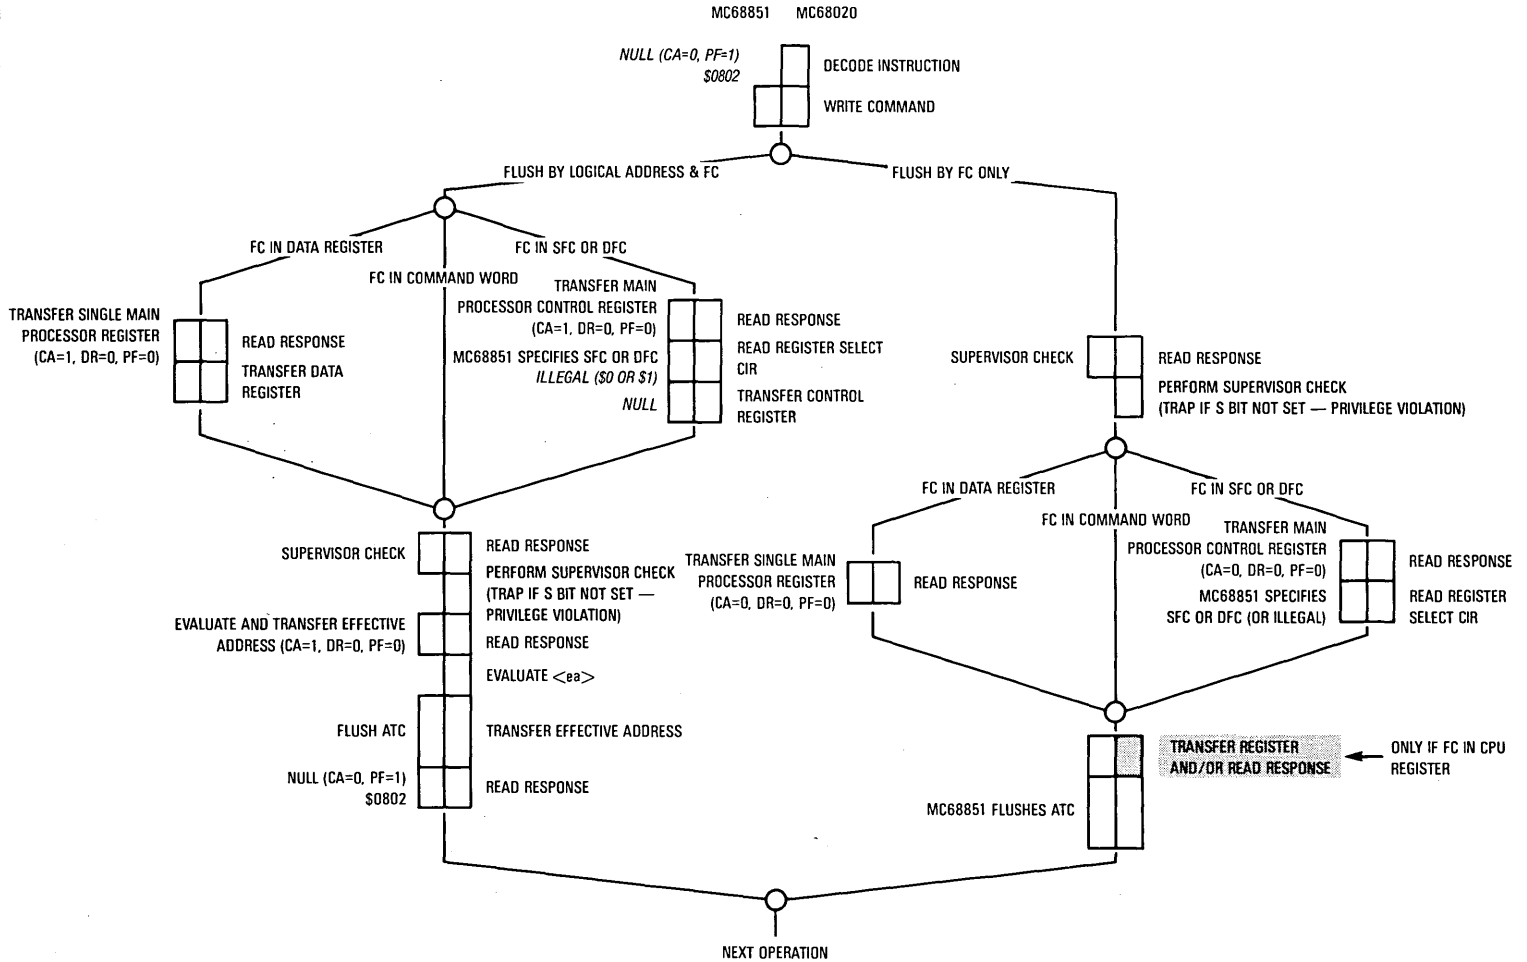 MC68851 MC68020
NULL (CA=0, PF=1)
$0802
DECODE INSTRUCTION
WRITE COMMAND
FLUSH BY LOGICAL ADDRESS & FC
FLUSH BY FC ONLY
FC IN DATA REGISTER
FC IN COMMAND WORD
FC IN SFC OR DFC
TRANSFER SINGLE MAIN
PROCESSOR REGISTER
(CA=1, DR=0, PF=0)
READ RESPONSE
TRANSFER DATA
REGISTER
TRANSFER MAIN
PROCESSOR CONTROL REGISTER
(CA=1, DR=0, PF=0)
MC68851 SPECIFIES SFC OR DFC
ILLEGAL ($0 OR $1)
NULL
READ RESPONSE
READ REGISTER SELECT
CIR
TRANSFER CONTROL
REGISTER
SUPERVISOR CHECK
READ RESPONSE
PERFORM SUPERVISOR CHECK
(TRAP IF S BIT NOT SET — PRIVILEGE VIOLATION)
SUPERVISOR CHECK
READ RESPONSE
PERFORM SUPERVISOR CHECK
(TRAP IF S BIT NOT SET —
PRIVILEGE VIOLATION)
EVALUATE AND TRANSFER EFFECTIVE
ADDRESS (CA=1, DR=0, PF=0)
READ RESPONSE
EVALUATE <ea>
FLUSH ATC
TRANSFER EFFECTIVE ADDRESS
NULL (CA=0, PF=1)
$0802
READ RESPONSE
FC IN DATA REGISTER
FC IN COMMAND WORD
FC IN SFC OR DFC
TRANSFER SINGLE MAIN
PROCESSOR REGISTER
(CA=0, DR=0, PF=0)
READ RESPONSE
TRANSFER MAIN
PROCESSOR CONTROL REGISTER
(CA=0, DR=0, PF=0)
MC68851 SPECIFIES
SFC OR DFC (OR ILLEGAL)
READ RESPONSE
READ REGISTER
SELECT CIR
TRANSFER REGISTER
AND/OR READ RESPONSE
ONLY IF FC IN CPU
REGISTER
MC68851 FLUSHES ATC
NEXT OPERATION